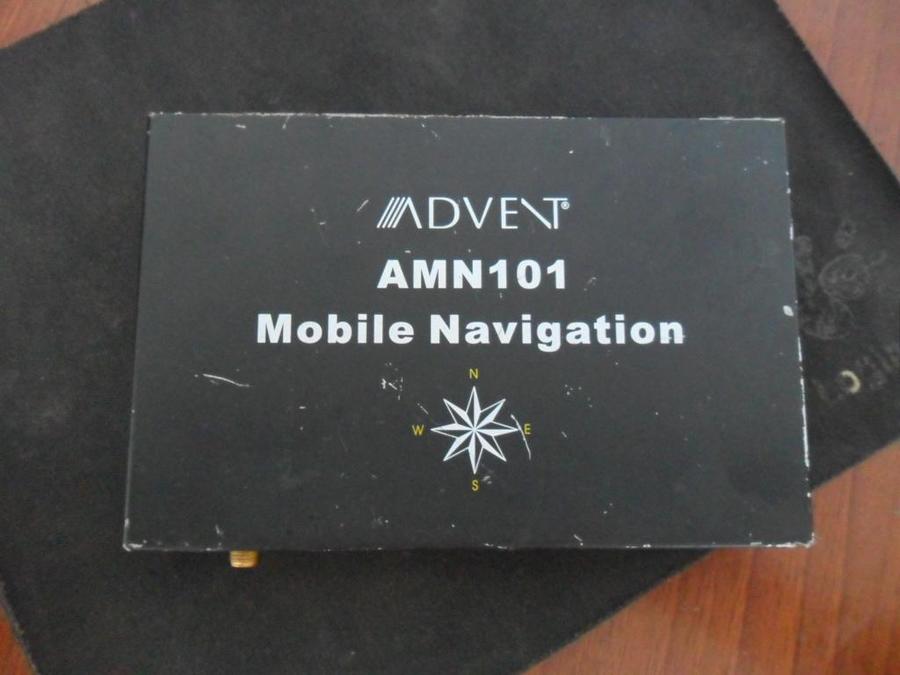 ADVENT®
AMN101
Mobile Navigation
N
W E
S